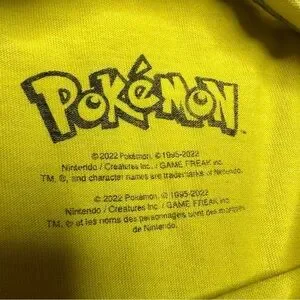 POKéMON
© 2022 Pokémon. © 1995-2022
Nintendo / Creatures Inc. / GAME FREAK inc.
TM, ®, and character names are trademarks of Nintendo.
© 2022 Pokémon. © 1995-2022
Nintendo / Creatures Inc. / GAME FREAK inc.
TM, ® et les noms des personnages sont des marques
de Nintendo.